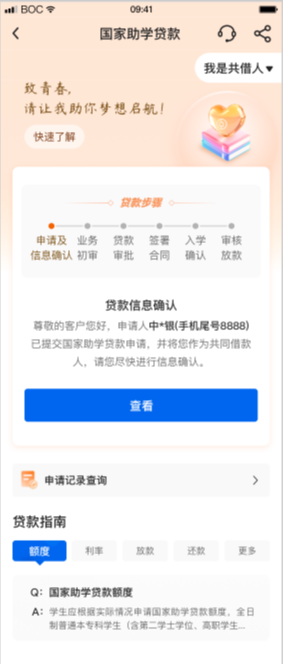 BOC 09:41
国家助学贷款
我是共借人
致青春，
请让我助你梦想启航！
快速了解
贷款步骤
申请及 业务 贷款 签署 入学 审核
信息确认 初审 审批 合同 确认 放款
贷款信息确认
尊敬的客户您好，申请人中*银(手机尾号8888)
已提交国家助学贷款申请，并将您作为共同借款
人，请您尽快进行信息确认。
查看
申请记录查询
贷款指南
额度 利率 放款 还款 更多
Q： 国家助学贷款额度
A： 学生应根据实际情况申请国家助学贷款额度，全日
制普通本专科学生（含第二学士学位、高职学生...